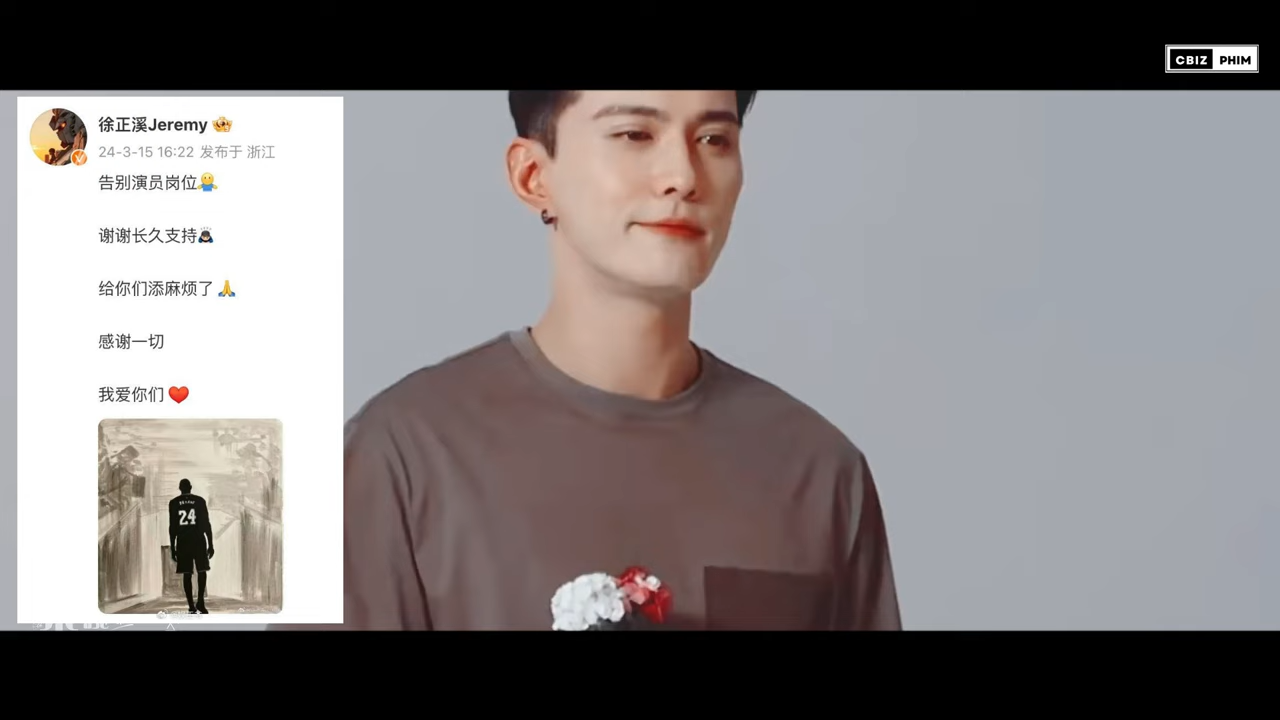 CBIZ PHIM
徐正溪Jeremy
24-3-15 16:22 发布于 浙江
告别演员岗位
谢谢长久支持
给你们添麻烦了
感谢一切
我爱你们
24